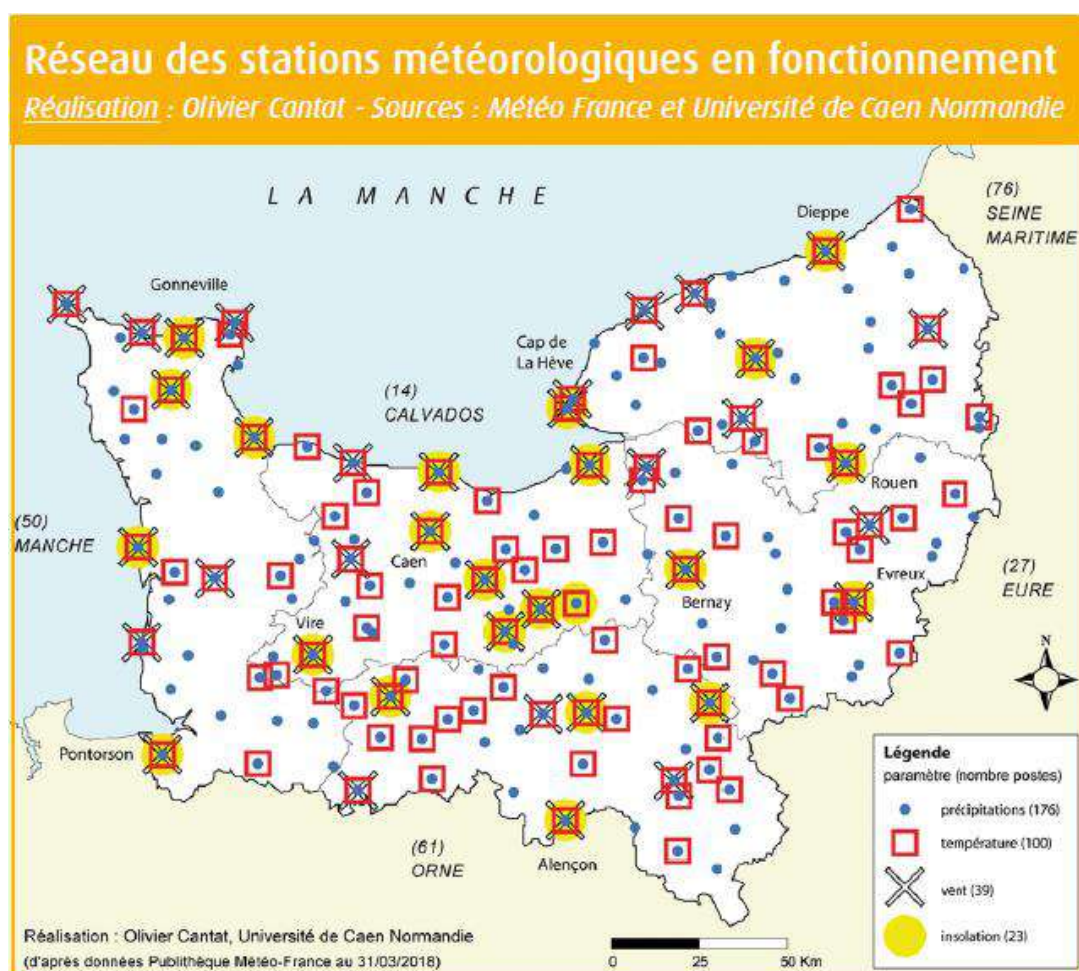 Réseau des stations météorologiques en fonctionnement
Réalisation : Olivier Cantat - Sources : Météo France et Université de Caen Normandie
LA MANCHE
(76)
SEINE
MARITIME
Dieppe
Gonneville
Cap de
La Hève
(14)
CALVADOS
Rouen
(50)
MANCHE
Caen
Evreux
(27)
EURE
Bernay
Vire
N
Pontorson
Légende
paramètre (nombre postes)
précipitations (176)
température (100)
vent (39)
insolation (23)
(61)
ORNE
Alençon
Réalisation : Olivier Cantat, Université de Caen Normandie
(d'après données Publithèque Météo-France au 31/03/2018)
0 25 50 Km